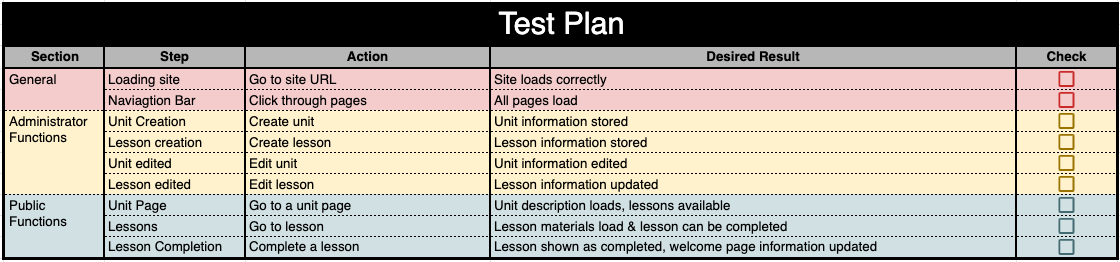 Test Plan
Section Step Action Desired Result Check
General Loading site Go to site URL Site loads correctly
Naviagtion Bar Click through pages All pages load
Administrator Functions Unit Creation Create unit Unit information stored
Lesson creation Create lesson Lesson information stored
Unit edited Edit unit Unit information edited
Lesson edited Edit lesson Lesson information updated
Public Functions Unit Page Go to a unit page Unit description loads, lessons available
Lessons Go to lesson Lesson materials load & lesson can be completed
Lesson Completion Complete a lesson Lesson shown as completed, welcome page information updated